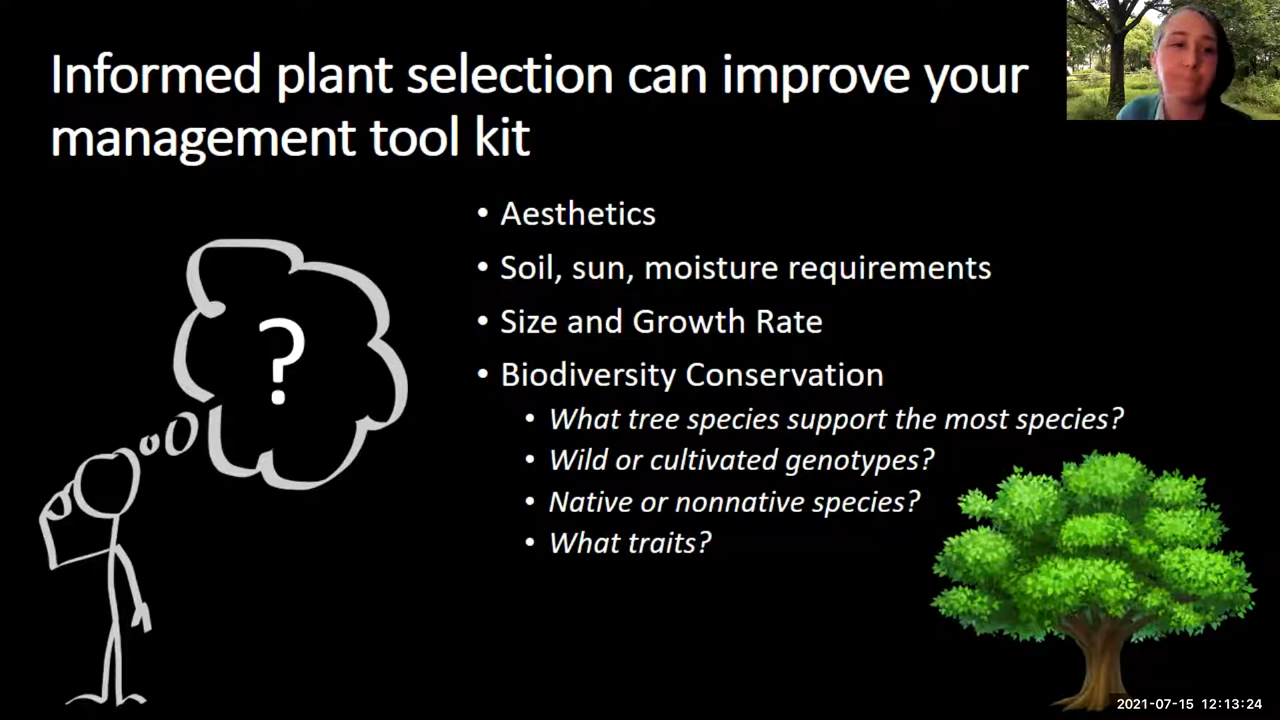 Informed plant selection can improve your
management tool kit
• Aesthetics
• Soil, sun, moisture requirements
• Size and Growth Rate
• Biodiversity Conservation
• What tree species support the most species?
• Wild or cultivated genotypes?
• Native or nonnative species?
• What traits?
?
2021-07-15 12:13:24